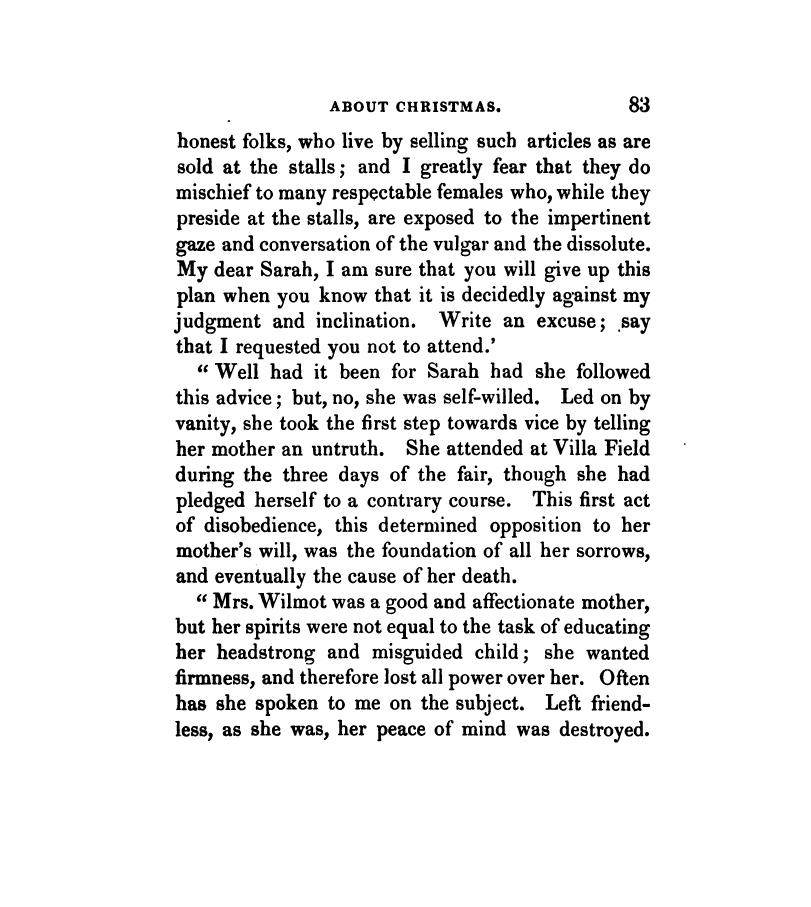 ABOUT CHRISTMAS. 83
honest folks, who live by selling such articles as are
sold at the stalls; and I greatly fear that they do
mischief to many respectable females who, while they
preside at the stalls, are exposed to the impertinent
gaze and conversation of the vulgar and the dissolute.
My dear Sarah, I am sure that you will give up this
plan when you know that it is decidedly against my
judgment and inclination. Write an excuse; say
that I requested you not to attend.'
“ Well had it been for Sarah had she followed
this advice; but, no, she was self-willed. Led on by
vanity, she took the first step towards vice by telling
her mother an untruth. She attended at Villa Field
during the three days of the fair, though she had
pledged herself to a contrary course. This first act
of disobedience, this determined opposition to her
mother's will, was the foundation of all her sorrows,
and eventually the cause of her death.
“ Mrs. Wilmot was a good and affectionate mother,
but her spirits were not equal to the task of educating
her headstrong and misguided child; she wanted
firmness, and therefore lost all power over her. Often
has she spoken to me on the subject. Left friend-
less, as she was, her peace of mind was destroyed.